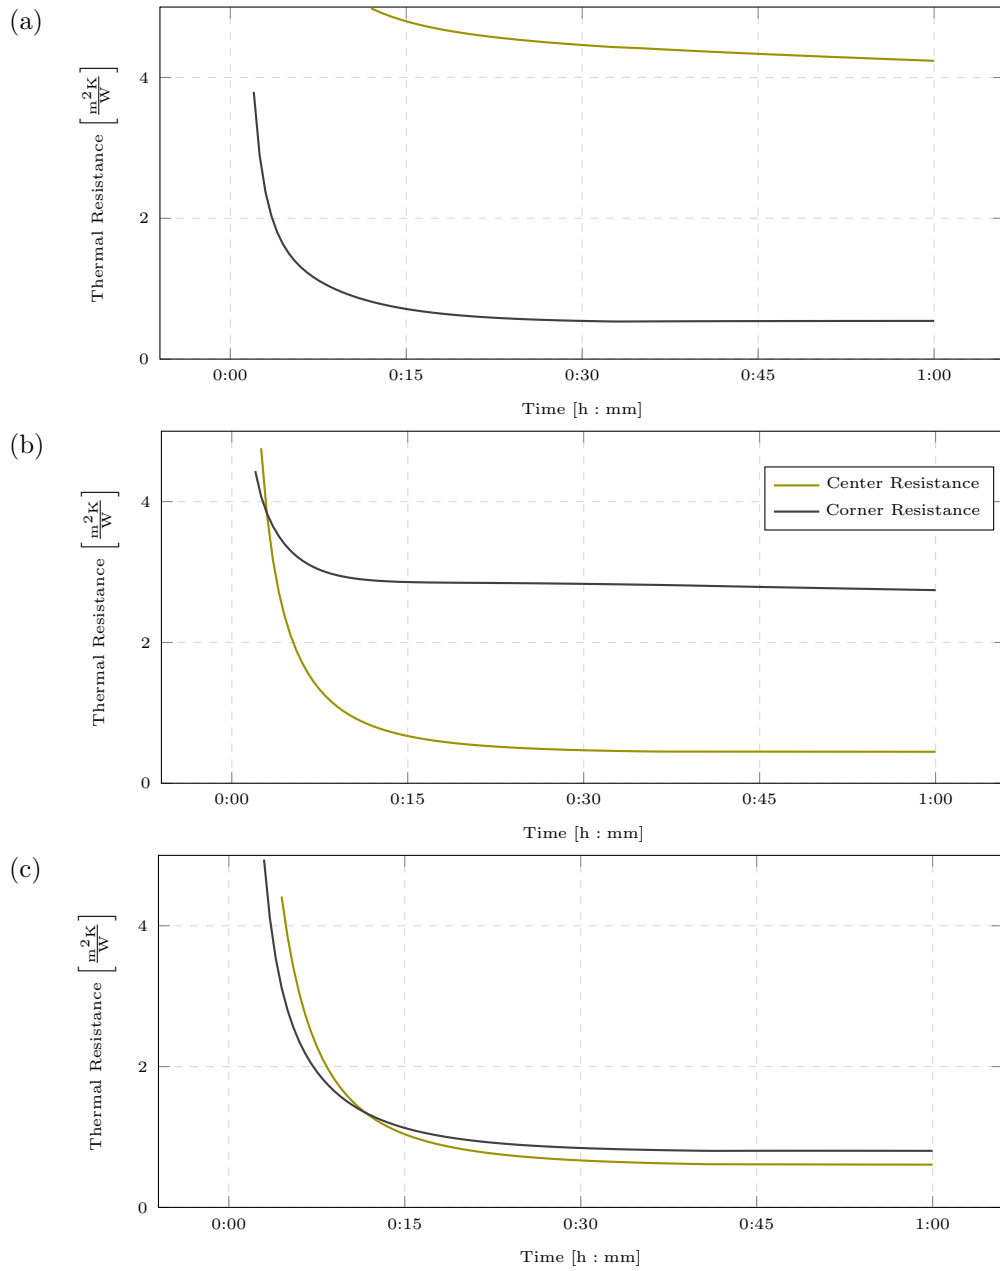 (a)
Thermal Resistance [m²K/W]
4
2
0
0:00 0:15 0:30 0:45 1:00
Time [h : mm]
(b)
Thermal Resistance [m²K/W]
4
2
0
Center Resistance
Corner Resistance
0:00 0:15 0:30 0:45 1:00
Time [h : mm]
(c)
Thermal Resistance [m²K/W]
4
2
0
0:00 0:15 0:30 0:45 1:00
Time [h : mm]